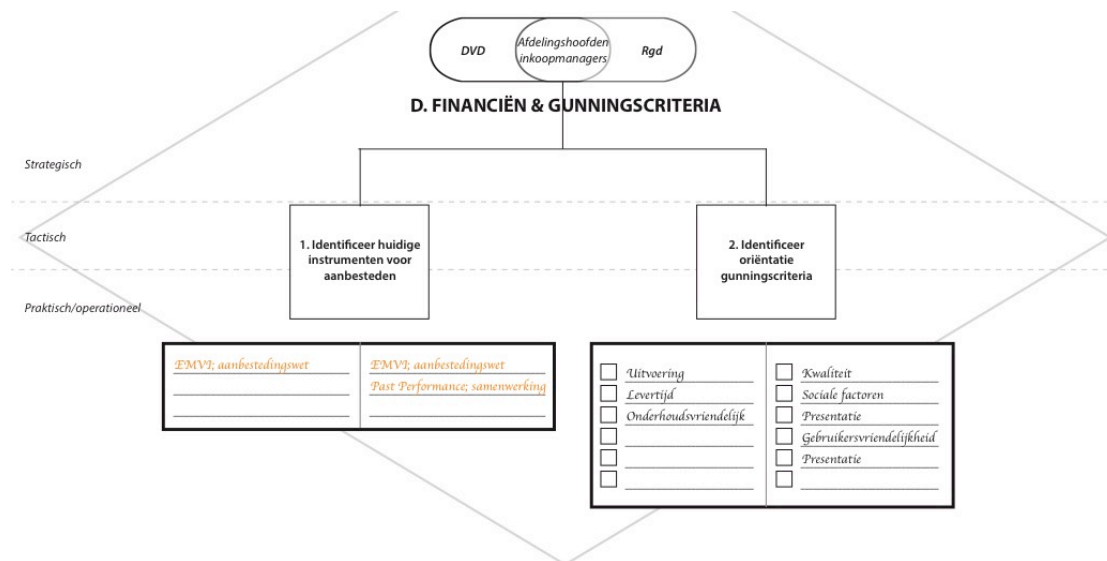 DVD
Afdelingshoofden
inkoopmanagers
Rgd
D. FINANCIËN & GUNNINGSCRITERIA
Strategisch
Tactisch
1. Identificeer huidige
instrumenten voor
aanbesteden
2. Identificeer
oriëntatie
gunningscriteria
Praktisch/operationeel
EMVI; aanbestedingswet
EMVI; aanbestedingswet
Past Performance; samenwerking
Uitvoering
Levertijd
Onderhoudsvriendelijk
Kwaliteit
Sociale factoren
Presentatie
Gebruikersvriendelijkheid
Presentatie